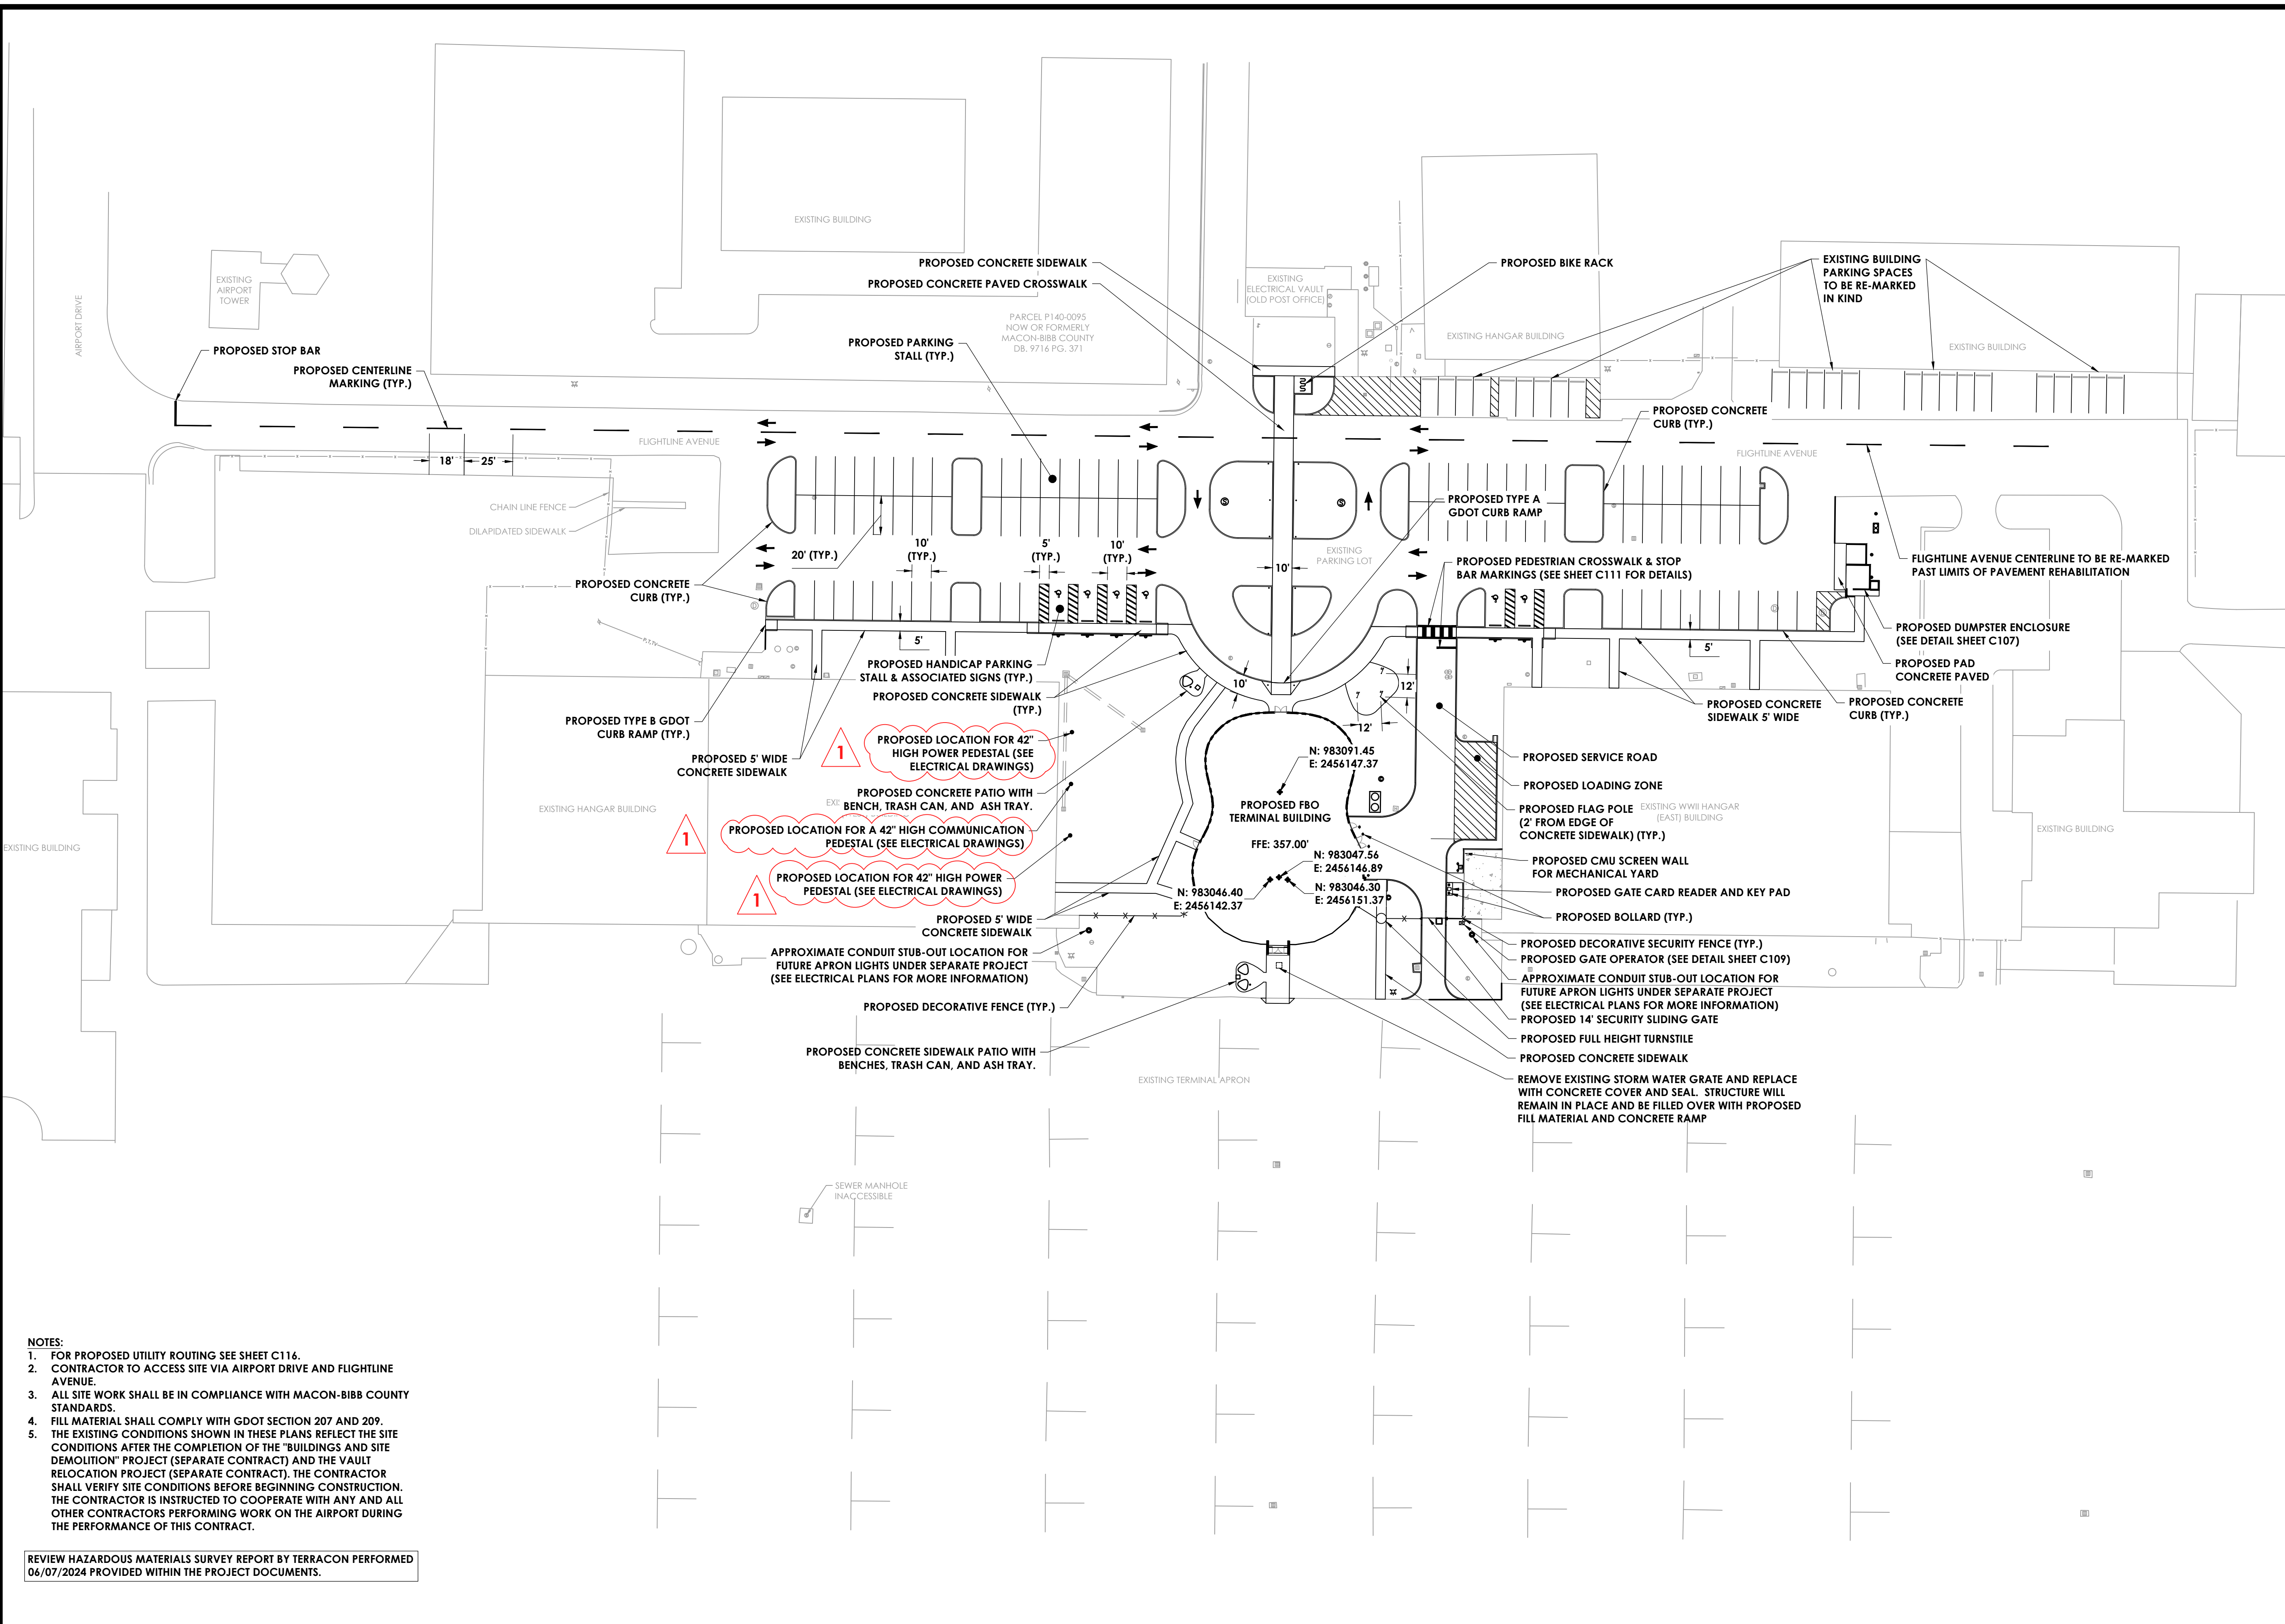 EXISTING BUILDING
EXISTING
AIRPORT
TOWER
AIRPORT DRIVE
PROPOSED STOP BAR
PROPOSED CENTERLINE
MARKING (TYP.)
PROPOSED CONCRETE SIDEWALK
PROPOSED CONCRETE PAVED CROSSWALK
PARCEL P140-0095
NOW OR FORMERLY
MACON-BIBB COUNTY
DB. 9716 PG. 371
PROPOSED PARKING
STALL (TYP.)
EXISTING
ELECTRICAL VAULT
(OLD POST OFFICE)
PROPOSED BIKE RACK
EXISTING HANGAR BUILDING
EXISTING BUILDING
PARKING SPACES
TO BE RE-MARKED
IN KIND
EXISTING BUILDING
PROPOSED CONCRETE
CURB (TYP.)
FLIGHTLINE AVENUE
FLIGHTLINE AVENUE
18'
25'
CHAIN LINE FENCE
DILAPIDATED SIDEWALK
20' (TYP.)
10'
(TYP.)
5'
(TYP.)
10'
(TYP.)
PROPOSED TYPE A
GDOT CURB RAMP
EXISTING
PARKING LOT
10'
PROPOSED PEDESTRIAN CROSSWALK & STOP
BAR MARKINGS (SEE SHEET C111 FOR DETAILS)
FLIGHTLINE AVENUE CENTERLINE TO BE RE-MARKED
PAST LIMITS OF PAVEMENT REHABILITATION
PROPOSED CONCRETE
CURB (TYP.)
PROPOSED DUMPSTER ENCLOSURE
(SEE DETAIL SHEET C107)
PROPOSED PAD
CONCRETE PAVED
5'
5'
PROPOSED HANDICAP PARKING
STALL & ASSOCIATED SIGNS (TYP.)
PROPOSED CONCRETE SIDEWALK
(TYP.)
10'
12'
12'
PROPOSED CONCRETE
SIDEWALK 5' WIDE
PROPOSED CONCRETE
CURB (TYP.)
PROPOSED TYPE B GDOT
CURB RAMP (TYP.)
PROPOSED 5' WIDE
CONCRETE SIDEWALK
1
PROPOSED LOCATION FOR 42"
HIGH POWER PEDESTAL (SEE
ELECTRICAL DRAWINGS)
N: 983091.45
E: 2456147.37
PROPOSED SERVICE ROAD
PROPOSED LOADING ZONE
EXISTING HANGAR BUILDING
PROPOSED CONCRETE PATIO WITH
BENCH, TRASH CAN, AND ASH TRAY.
PROPOSED FBO
TERMINAL BUILDING
PROPOSED FLAG POLE
(2' FROM EDGE OF
CONCRETE SIDEWALK) (TYP.)
EXISTING WWII HANGAR
(EAST) BUILDING
1
PROPOSED LOCATION FOR A 42" HIGH COMMUNICATION
PEDESTAL (SEE ELECTRICAL DRAWINGS)
EXISTING BUILDING
EXISTING BUILDING
FFE: 357.00'
N: 983047.56
E: 2456146.89
PROPOSED CMU SCREEN WALL
FOR MECHANICAL YARD
1
PROPOSED LOCATION FOR 42" HIGH POWER
PEDESTAL (SEE ELECTRICAL DRAWINGS)
N: 983046.40
E: 2456142.37
N: 983046.30
E: 2456151.37
PROPOSED GATE CARD READER AND KEY PAD
PROPOSED BOLLARD (TYP.)
PROPOSED 5' WIDE
CONCRETE SIDEWALK
PROPOSED DECORATIVE SECURITY FENCE (TYP.)
PROPOSED GATE OPERATOR (SEE DETAIL SHEET C109)
APPROXIMATE CONDUIT STUB-OUT LOCATION FOR
FUTURE APRON LIGHTS UNDER SEPARATE PROJECT
(SEE ELECTRICAL PLANS FOR MORE INFORMATION)
APPROXIMATE CONDUIT STUB-OUT LOCATION FOR
FUTURE APRON LIGHTS UNDER SEPARATE PROJECT
(SEE ELECTRICAL PLANS FOR MORE INFORMATION)
PROPOSED DECORATIVE FENCE (TYP.)
PROPOSED 14' SECURITY SLIDING GATE
PROPOSED FULL HEIGHT TURNSTILE
PROPOSED CONCRETE SIDEWALK PATIO WITH
BENCHES, TRASH CAN, AND ASH TRAY.
PROPOSED CONCRETE SIDEWALK
EXISTING TERMINAL APRON
REMOVE EXISTING STORM WATER GRATE AND REPLACE
WITH CONCRETE COVER AND SEAL. STRUCTURE WILL
REMAIN IN PLACE AND BE FILLED OVER WITH PROPOSED
FILL MATERIAL AND CONCRETE RAMP
SEWER MANHOLE
INACCESSIBLE
NOTES:
1. FOR PROPOSED UTILITY ROUTING SEE SHEET C116.
2. CONTRACTOR TO ACCESS SITE VIA AIRPORT DRIVE AND FLIGHTLINE
AVENUE.
3. ALL SITE WORK SHALL BE IN COMPLIANCE WITH MACON-BIBB COUNTY
STANDARDS.
4. FILL MATERIAL SHALL COMPLY WITH GDOT SECTION 207 AND 209.
5. THE EXISTING CONDITIONS SHOWN IN THESE PLANS REFLECT THE SITE
CONDITIONS AFTER THE COMPLETION OF THE "BUILDINGS AND SITE
DEMOLITION" PROJECT (SEPARATE CONTRACT) AND THE VAULT
RELOCATION PROJECT (SEPARATE CONTRACT). THE CONTRACTOR
SHALL VERIFY SITE CONDITIONS BEFORE BEGINNING CONSTRUCTION.
THE CONTRACTOR IS INSTRUCTED TO COOPERATE WITH ANY AND ALL
OTHER CONTRACTORS PERFORMING WORK ON THE AIRPORT DURING
THE PERFORMANCE OF THIS CONTRACT.
REVIEW HAZARDOUS MATERIALS SURVEY REPORT BY TERRACON PERFORMED
06/07/2024 PROVIDED WITHIN THE PROJECT DOCUMENTS.